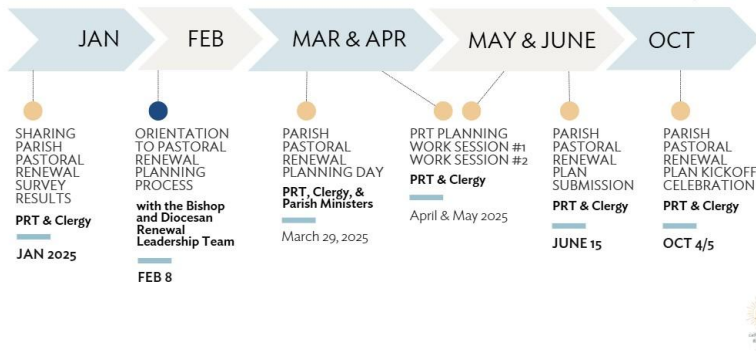 JAN
FEB
MAR & APR
MAY & JUNE
OCT
SHARING
PARISH
PASTORAL
RENEWAL
SURVEY
RESULTS
PRT & Clergy
JAN 2025
ORIENTATION
TO PASTORAL
RENEWAL
PLANNING
PROCESS
with the Bishop
and Diocesan
Renewal
Leadership Team
FEB 8
PARISH
PASTORAL
RENEWAL
PLANNING DAY
PRT, Clergy, &
Parish Ministers
March 29, 2025
PRT PLANNING
WORK SESSION #1
WORK SESSION #2
PRT & Clergy
April & May 2025
PARISH
PASTORAL
RENEWAL
PLAN
SUBMISSION
PRT & Clergy
JUNE 15
PARISH
PASTORAL
RENEWAL
PLAN KICKOFF
CELEBRATION
PRT & Clergy
OCT 4/5